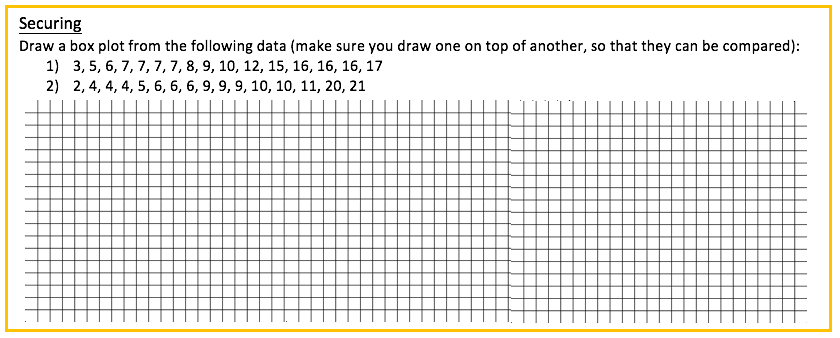 Securing
Draw a box plot from the following data (make sure you draw one on top of another, so that they can be compared):
1) 3, 5, 6, 7, 7, 7, 7, 8, 9, 10, 12, 15, 16, 16, 16, 17
2) 2, 4, 4, 4, 5, 6, 6, 6, 9, 9, 9, 10, 10, 11, 20, 21